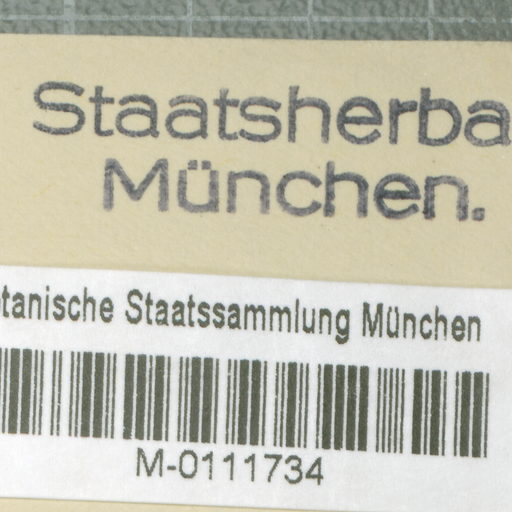 Staatsherba
München.
tanische Staatssammlung München
M-0111734